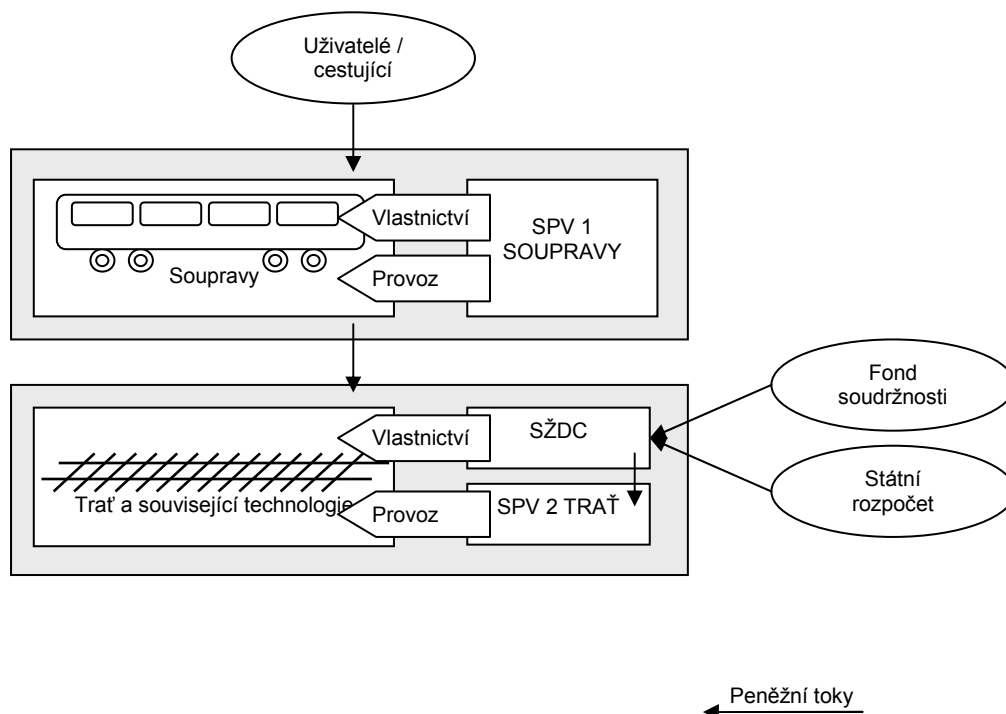 Uživatelé /
cestující
Vlastnictví
SPV 1
SOUPRAVY
Soupravy
Provoz
Fond
soudržnosti
Vlastnictví
SŽDC
Státní
rozpočet
Trať a související technologie
Provoz
SPV 2 TRAŤ
Peněžní toky